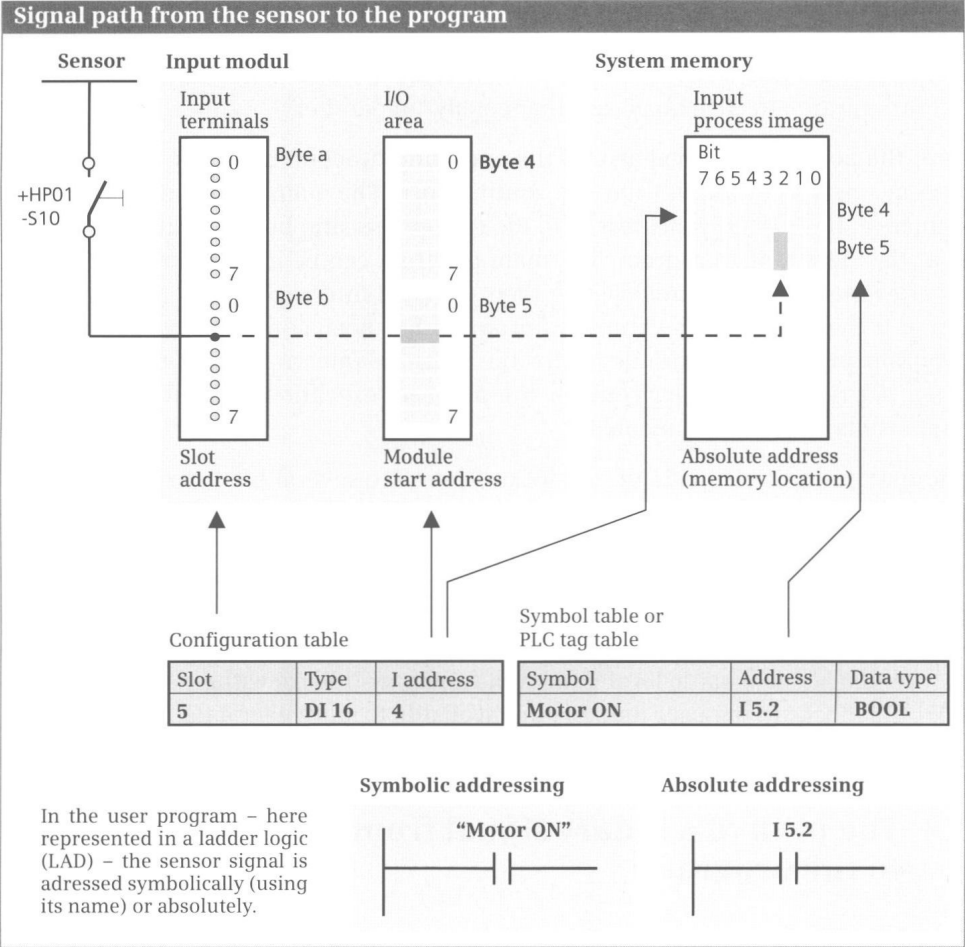 Signal path from the sensor to the program
Sensor
Input modul
System memory
Input
terminals
I/O
area
Input
process image
0
Byte a
0
Byte 4
Bit
7 6 5 4 3 2 1 0
+HP01
-S10
Byte 4
Byte 5
7
7
0
Byte b
0
Byte 5
7
7
Slot
address
Module
start address
Absolute address
(memory location)
Configuration table
Symbol table or
PLC tag table
Slot Type I address
5 DI 16 4
Symbol Address Data type
Motor ON I 5.2 BOOL
Symbolic addressing
Absolute addressing
In the user program – here
represented in a ladder logic
(LAD) – the sensor signal is
adressed symbolically (using
its name) or absolutely.
“Motor ON”
I 5.2